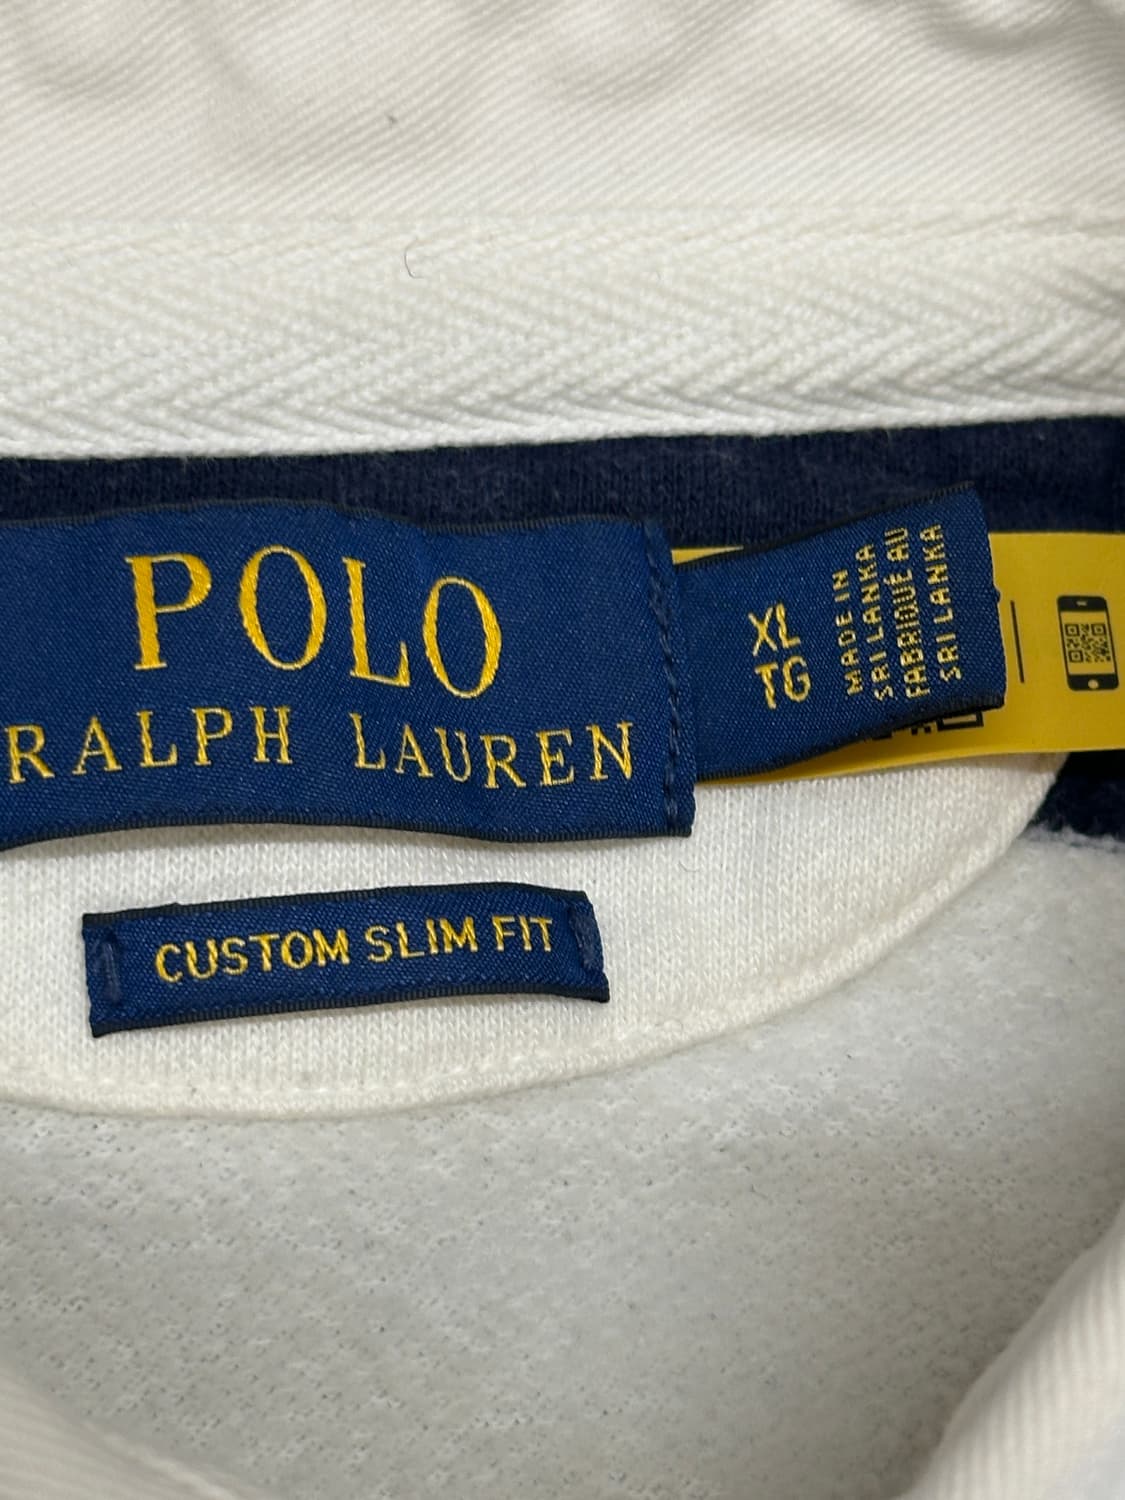 POLO
RALPH LAUREN
XL
TG
MADE IN
SRI LANKA
FABRIQUÉ AU
SRI LANKA
CUSTOM SLIM FIT